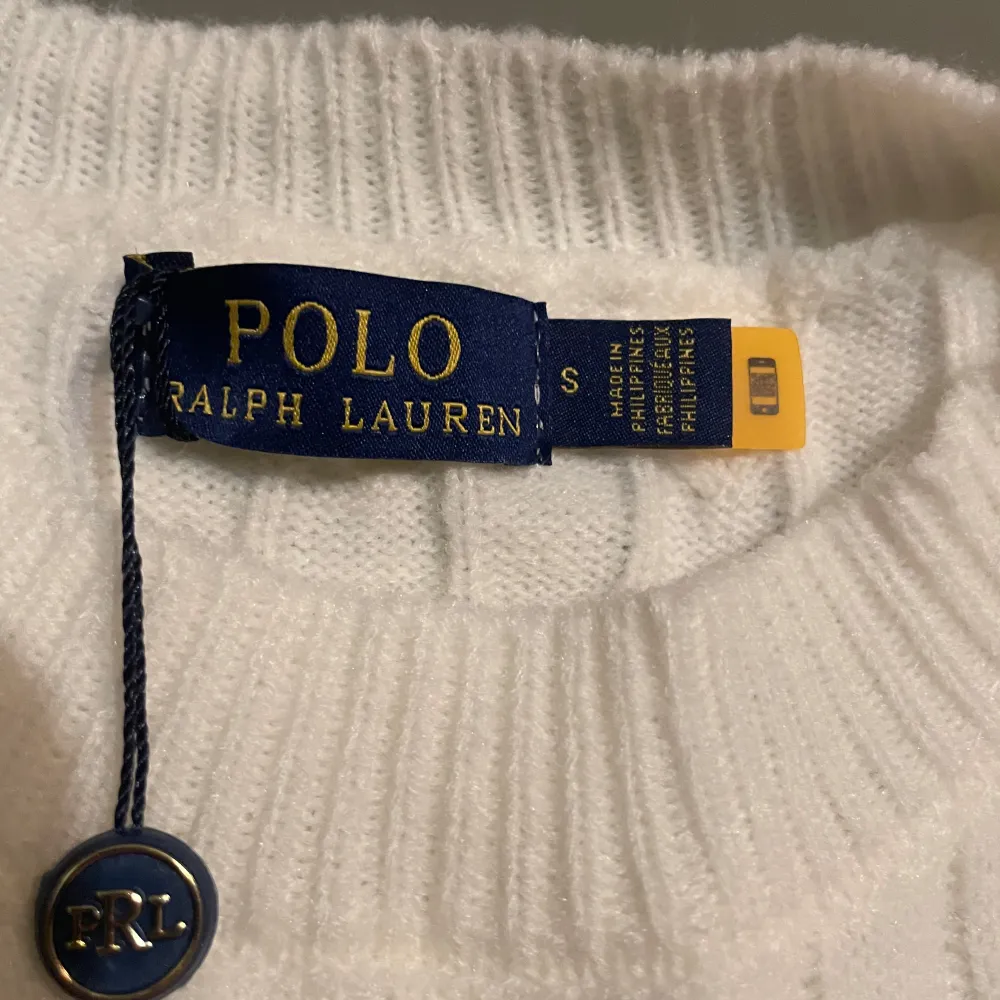 POLO
RALPH LAUREN
S
MADE IN
PHILIPPINES
FABRIQUÉ AUX
PHILIPPINES
PRL